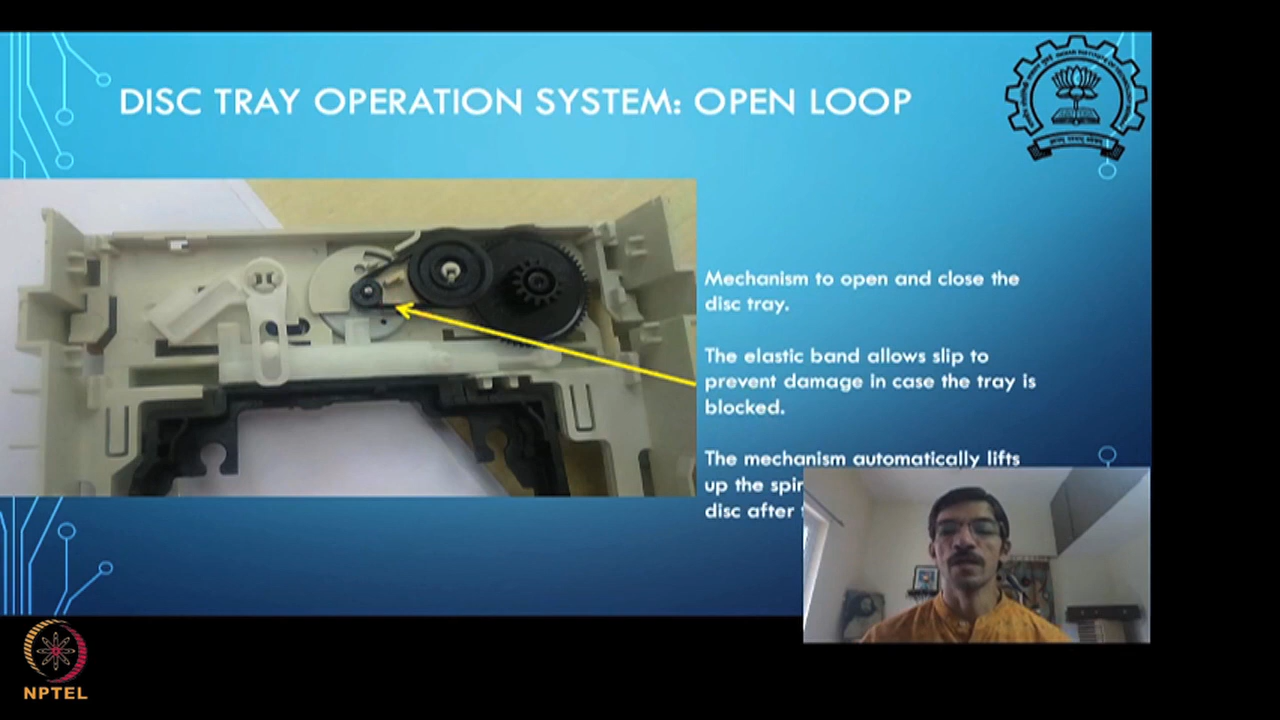 DISC TRAY OPERATION SYSTEM: OPEN LOOP
Mechanism to open and close the
disc tray.
The elastic band allows slip to
prevent damage in case the tray is
blocked.
The mechanism automatically lifts
up the
disc after
NPTEL